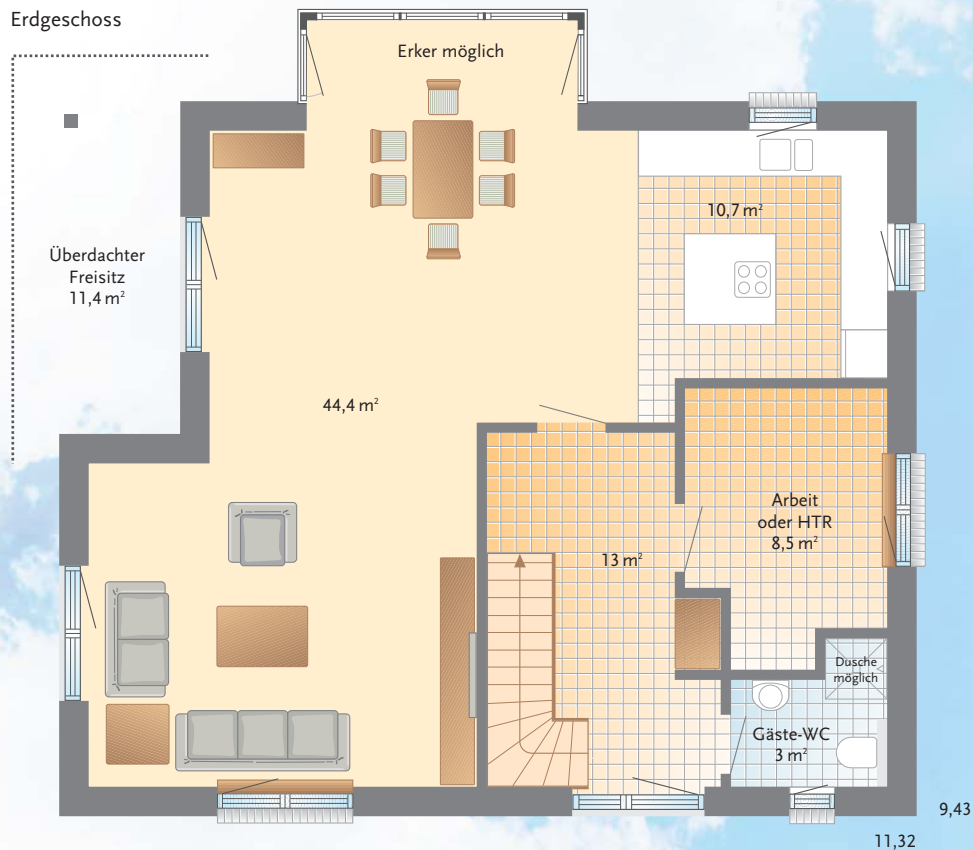 Erdgeschoss
Erker möglich
10,7 m²
Überdachter
Freisitz
11,4 m²
44,4 m²
Arbeit
oder HTR
8,5 m²
13 m²
Dusche
möglich
Gäste-WC
3 m²
9,43
11,32